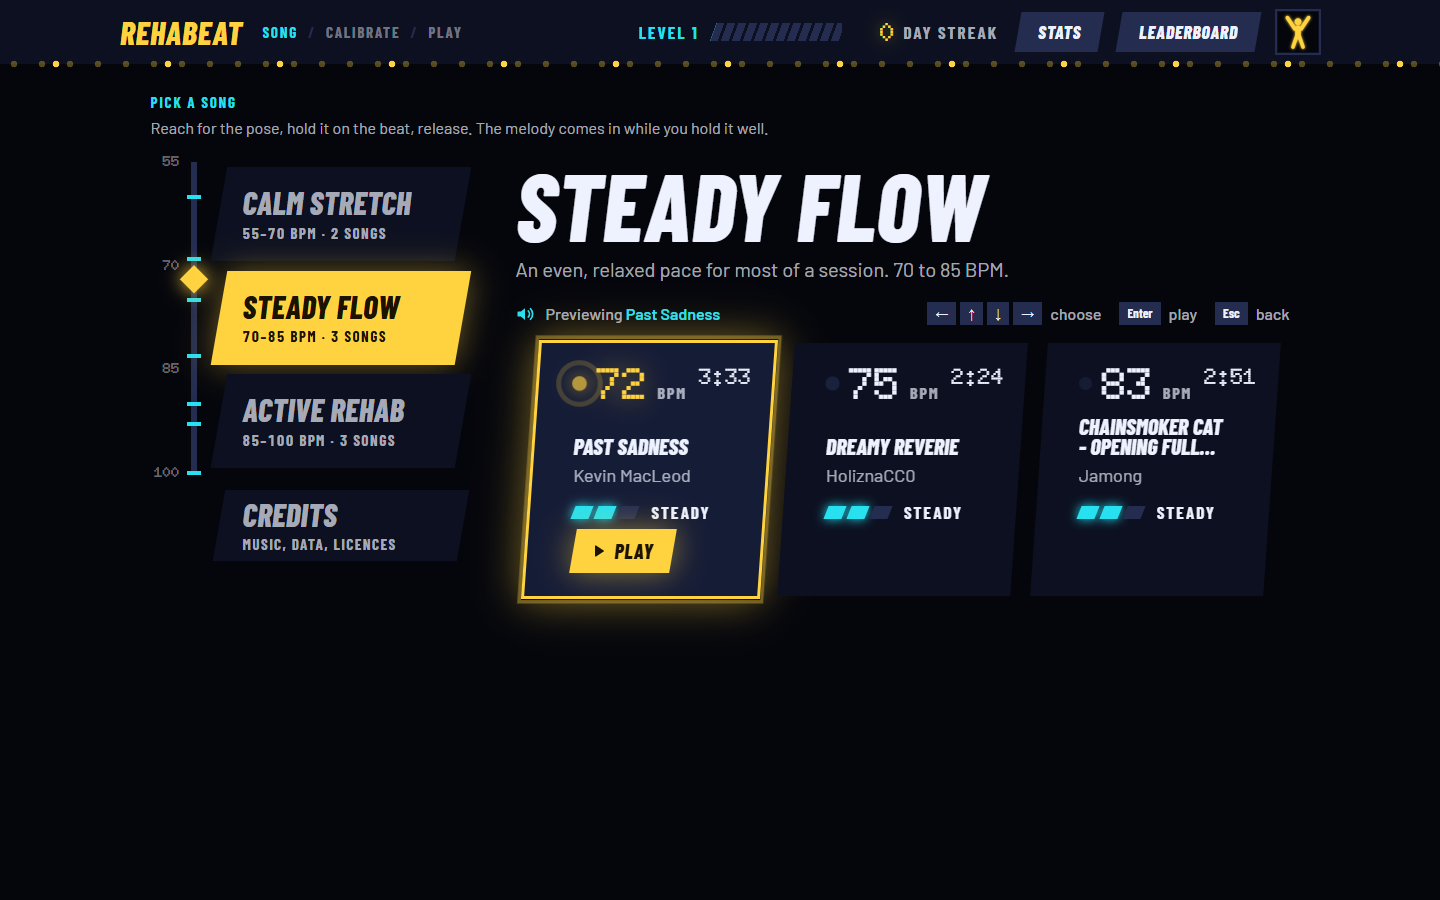 REHABEAT SONG / CALIBRATE / PLAY LEVEL 1 0 DAY STREAK STATS LEADERBOARD
PICK A SONG
Reach for the pose, hold it on the beat, release. The melody comes in while you hold it well.
55
70
85
100
CALM STRETCH
55–70 BPM · 2 SONGS
STEADY FLOW
70–85 BPM · 3 SONGS
ACTIVE REHAB
85–100 BPM · 3 SONGS
CREDITS
MUSIC, DATA, LICENCES
STEADY FLOW
An even, relaxed pace for most of a session. 70 to 85 BPM.
Previewing Past Sadness
← ↑ ↓ → choose Enter play Esc back
72 BPM 3:33
PAST SADNESS
Kevin MacLeod
STEADY
PLAY
75 BPM 2:24
DREAMY REVERIE
HoliznaCC0
STEADY
83 BPM 2:51
CHAINSMOKER CAT
- OPENING FULL...
Jamong
STEADY